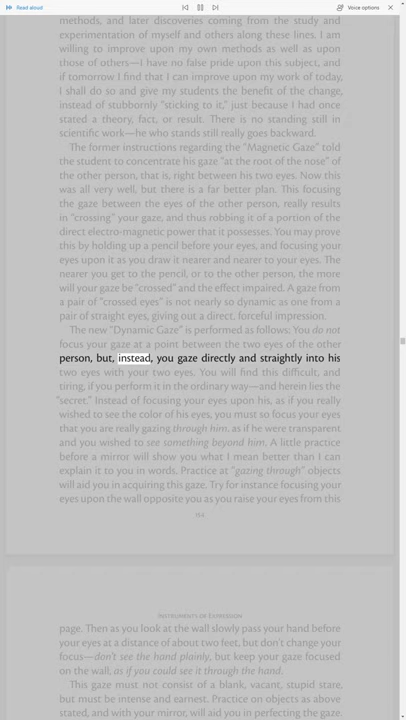 Read aloud
Voice options
methods, and later discoveries coming from the study and
experimentation of myself and others along these lines. I am
willing to improve upon my own methods as well as upon
those of others—I have no false pride upon this subject, and
if tomorrow I find that I can improve upon my work of today,
I shall do so and give my students the benefit of the change,
instead of stubbornly "sticking to it," just because I had once
stated a theory, fact, or result. There is no standing still in
scientific work—he who stands still really goes backward.
The former instructions regarding the "Magnetic Gaze" told
the student to concentrate his gaze "at the root of the nose" of
the other person, that is, right between his two eyes. Now this
was all very well, but there is a far better plan. This focusing
the gaze between the eyes of the other person, really results
in "crossing" your gaze, and thus robbing it of a portion of the
direct electro-magnetic power that it possesses. You may prove
this by holding up a pencil before your eyes, and focusing your
eyes upon it as you draw it nearer and nearer to your eyes. The
nearer you get to the pencil, or to the other person, the more
will your gaze be "crossed" and the effect impaired. A gaze from
a pair of "crossed eyes" is not nearly so dynamic as one from a
pair of straight eyes, giving out a direct, forceful impression.
The new "Dynamic Gaze" is performed as follows: You do not
focus your gaze at a point between the two eyes of the other
person, but, instead, you gaze directly and straightly into his
two eyes with your two eyes. You will find this difficult, and
tiring, if you perform it in the ordinary way—and herein lies the
"secret." Instead of focusing your eyes upon his, as if you really
wished to see the color of his eyes, you must so focus your eyes
that you are really gazing through him, as if he were transparent
and you wished to see something beyond him. A little practice
before a mirror will show you what I mean better than I can
explain it to you in words. Practice at "gazing through" objects
will aid you in acquiring this gaze. Try for instance focusing your
eyes upon the wall opposite you as you raise your eyes from this
164
Instruments of Expression
page. Then as you look at the wall slowly pass your hand before
your eyes at a distance of about two feet, but don't change your
focus—don't see the hand plainly, but keep your gaze focused
on the wall, as if you could see it through the hand.
This gaze must not consist of a blank, vacant, stupid stare,
but must be intense and earnest. Practice on objects as above
stated, and with your mirror, will aid you in perfecting the gaze.